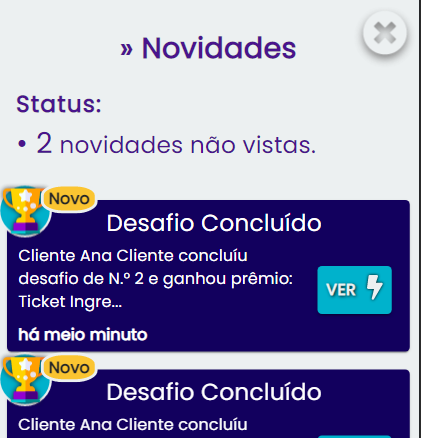 » Novidades
Status:
• 2 novidades não vistas.
Novo
Desafio Concluído
Cliente Ana Cliente concluíu
desafio de N.º 2 e ganhou prêmio:
Ticket Ingre...
VER
há meio minuto
Novo
Desafio Concluído
Cliente Ana Cliente concluíu